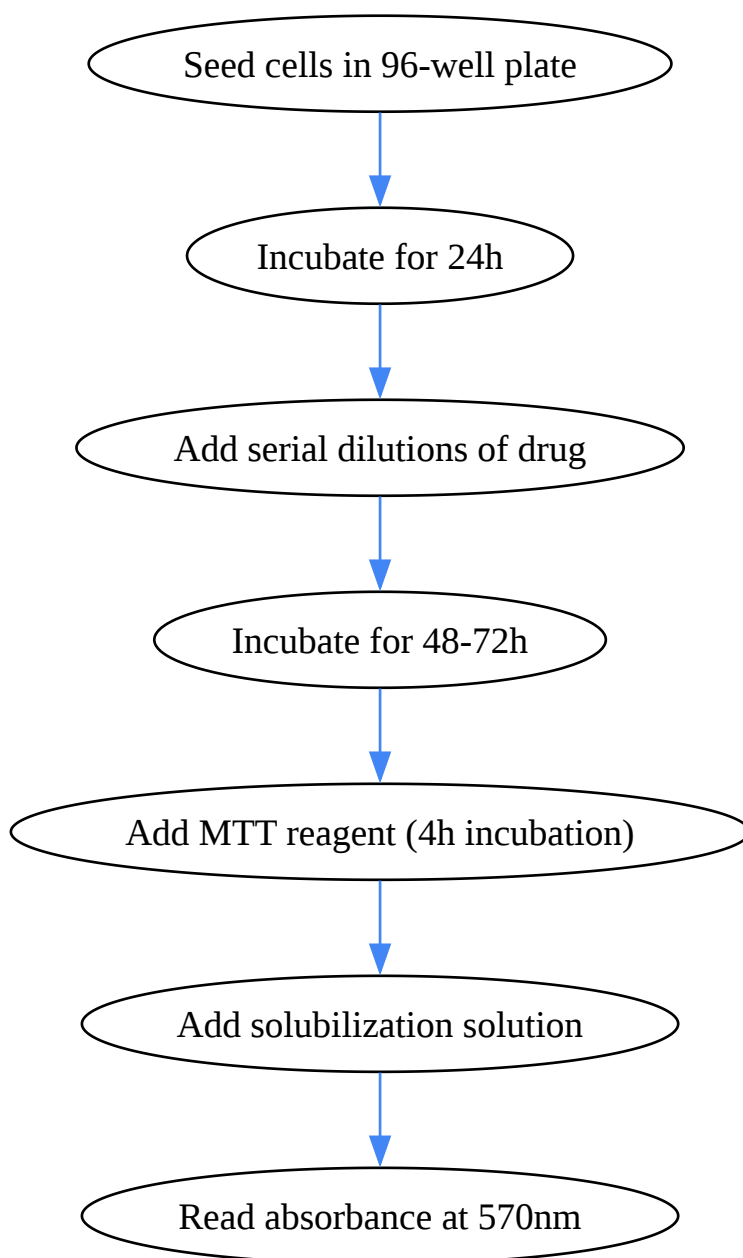 Seed cells in 96-well plate
Incubate for 24h
Add serial dilutions of drug
Incubate for 48-72h
Add MTT reagent (4h incubation)
Add solubilization solution
Read absorbance at 570nm